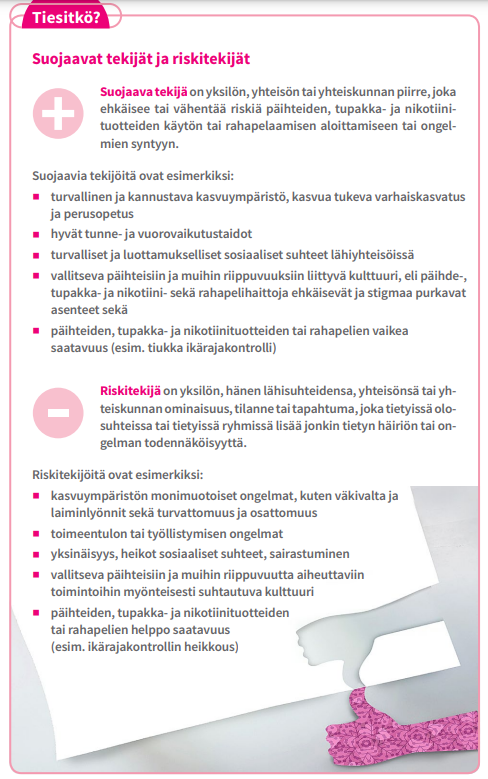 Tiesitkö?
Suojaavat tekijät ja riskitekijät
Suojaava tekijä on yksilön, yhteisön tai yhteiskunnan piirre, joka
ehkäisee tai vähentää riskiä päihteiden, tupakka- ja nikotiini-
tuotteiden käytön tai rahapelaamisen aloittamiseen tai ongel-
mien syntyyn.
Suojaavia tekijöitä ovat esimerkiksi:
turvallinen ja kannustava kasvuympäristö, kasvua tukeva varhaiskasvatus
ja perusopetus
hyvät tunne- ja vuorovaikutustaidot
turvalliset ja luottamukselliset sosiaaliset suhteet lähiyhteisöissä
vallitseva päihteisiin ja muihin riippuvuuksiin liittyvä kulttuuri, eli päihde-,
tupakka- ja nikotiini- sekä rahapelihaittoja ehkäisevät ja stigmaa purkavat
asenteet sekä
päihteiden, tupakka- ja nikotiinituotteiden tai rahapelien vaikea
saatavuus (esim. tiukka ikärajakontrolli)
Riskitekijä on yksilön, hänen lähisuhteidensa, yhteisönsä tai yh-
teiskunnan ominaisuus, tilanne tai tapahtuma, joka tietyissä olo-
suhteissa tai tietyissä ryhmissä lisää jonkin tietyn häiriön tai on-
gelman todennäköisyyttä.
Riskitekijöitä ovat esimerkiksi:
kasvuympäristön monimuotoiset ongelmat, kuten väkivalta ja
laiminlyönnit sekä turvattomuus ja osattomuus
toimeentulon tai työllistymisen ongelmat
yksinäisyys, heikot sosiaaliset suhteet, sairastuminen
vallitseva päihteisiin ja muihin riippuvuutta aiheuttaviin
toimintoihin myönteisesti suhtautuva kulttuuri
päihteiden, tupakka- ja nikotiinituotteiden
tai rahapelien helppo saatavuus
(esim. ikärajakontrollin heikkous)